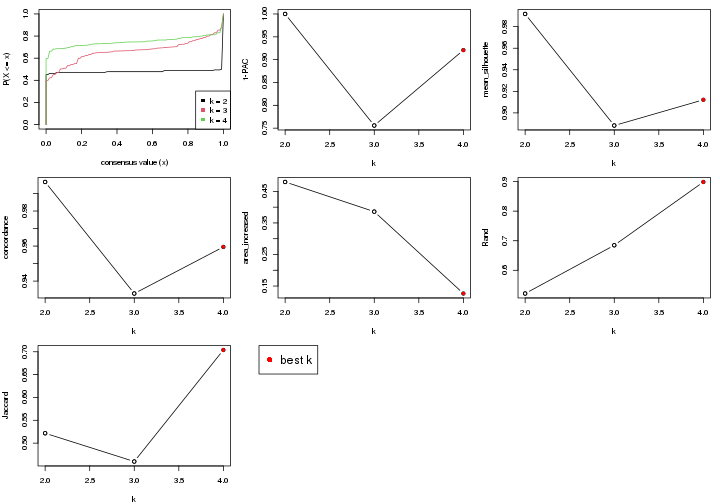 P(X <= x)
0.0 0.2 0.4 0.6 0.8 1.0
k = 2
k = 3
k = 4
0.0 0.2 0.4 0.6 0.8 1.0
consensus value (x)
1-PAC
0.75 0.80 0.85 0.90 0.95 1.00
2.0 2.5 3.0 3.5 4.0
k
mean_silhouette
0.90 0.92 0.94 0.96 0.98
2.0 2.5 3.0 3.5 4.0
k
concordance
0.94 0.96 0.98
2.0 2.5 3.0 3.5 4.0
k
area_increased
0.15 0.25 0.35 0.45
2.0 2.5 3.0 3.5 4.0
k
Rand
0.6 0.7 0.8 0.9
2.0 2.5 3.0 3.5 4.0
k
Jaccard
0.50 0.55 0.60 0.65 0.70
2.0 2.5 3.0 3.5 4.0
k
best k